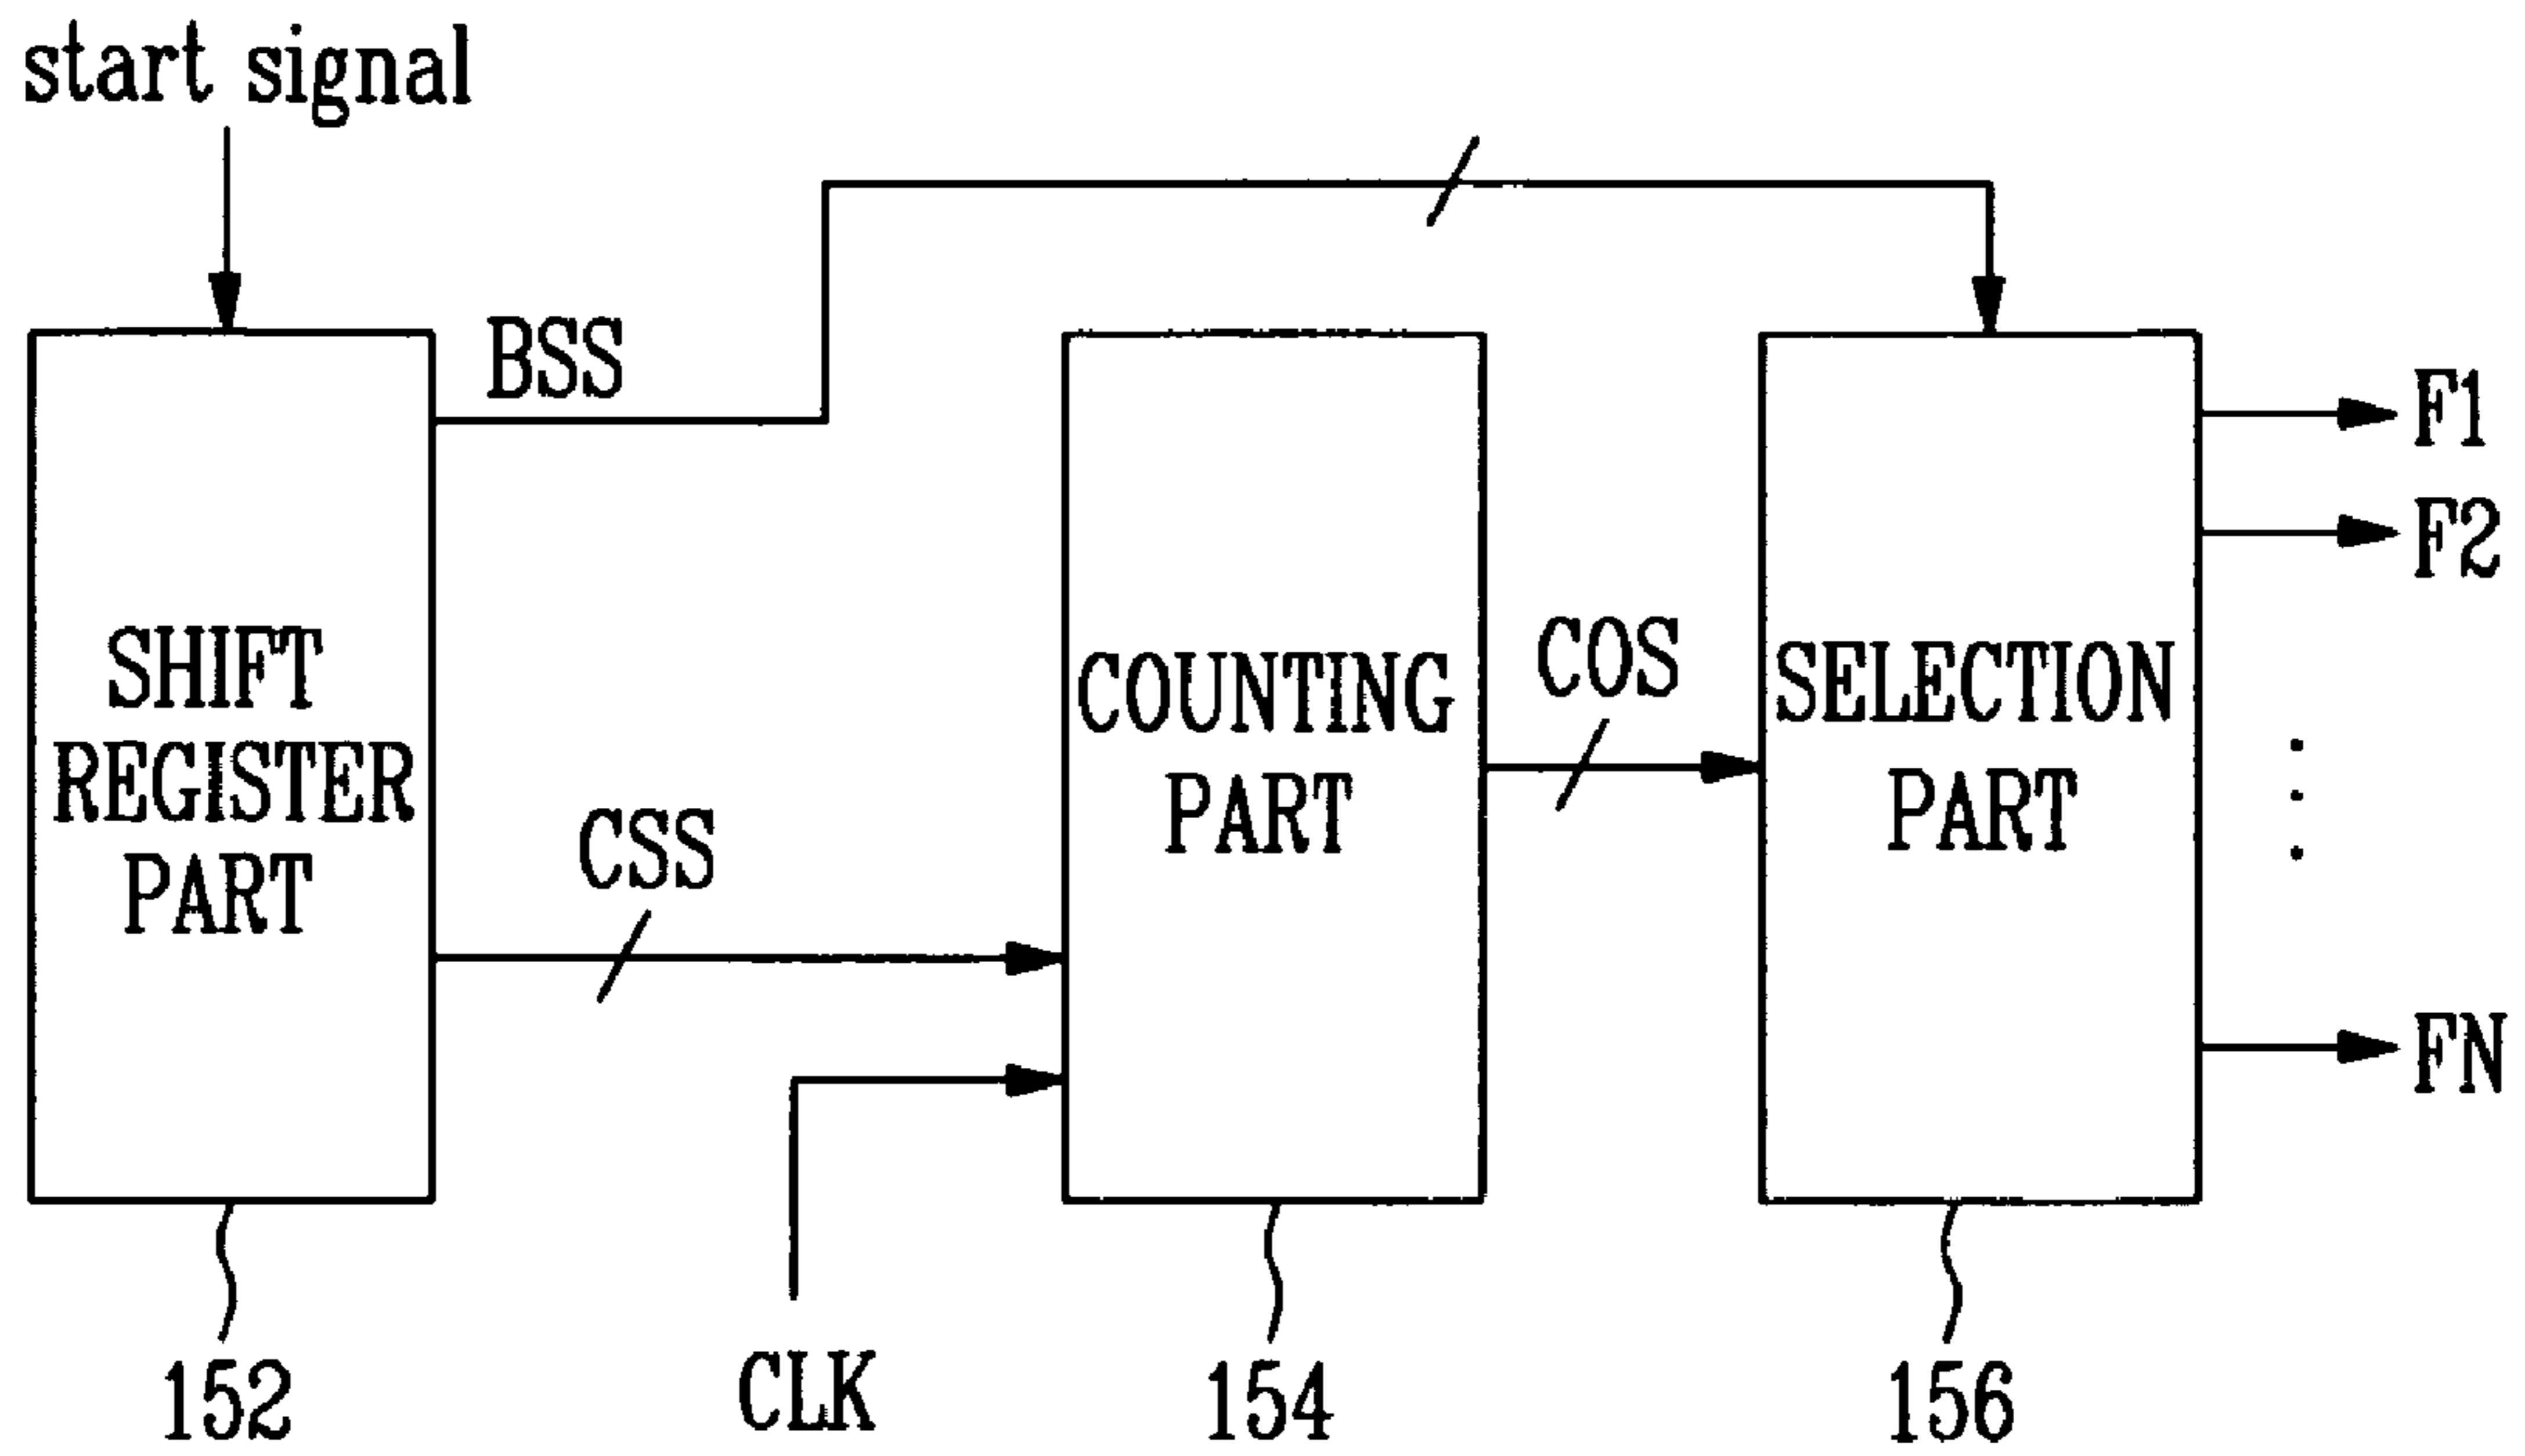 start signal
BSS
F1
F2
SHIFT
REGISTER
PART
CSS
COUNTING
PART
COS
SELECTION
PART
FN
CLK
152
154
156